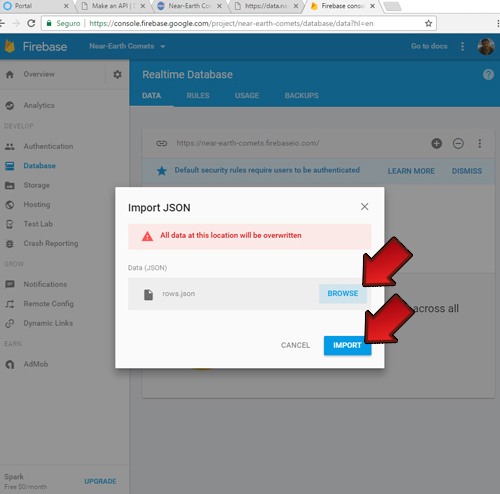 Portal
Make an API | D
Near-Earth Com
https://data.na
Firebase conso
Seguro
https://console.firebase.google.com/project/near-earth-comets/database/data?hl=en
Firebase
Near-Earth Comets
Go to docs
Overview
Analytics
DEVELOP
Authentication
Database
Storage
Hosting
Test Lab
Crash Reporting
GROW
Notifications
Remote Config
Dynamic Links
EARN
AdMob
Spark
Free $0/month
UPGRADE
Realtime Database
DATA
RULES
USAGE
BACKUPS
https://near-earth-comets.firebaseio.com/
Default security rules require users to be authenticated
LEARN MORE
DISMISS
Import JSON
All data at this location will be overwritten
Data (JSON)
rows.json
BROWSE
across all
CANCEL
IMPORT